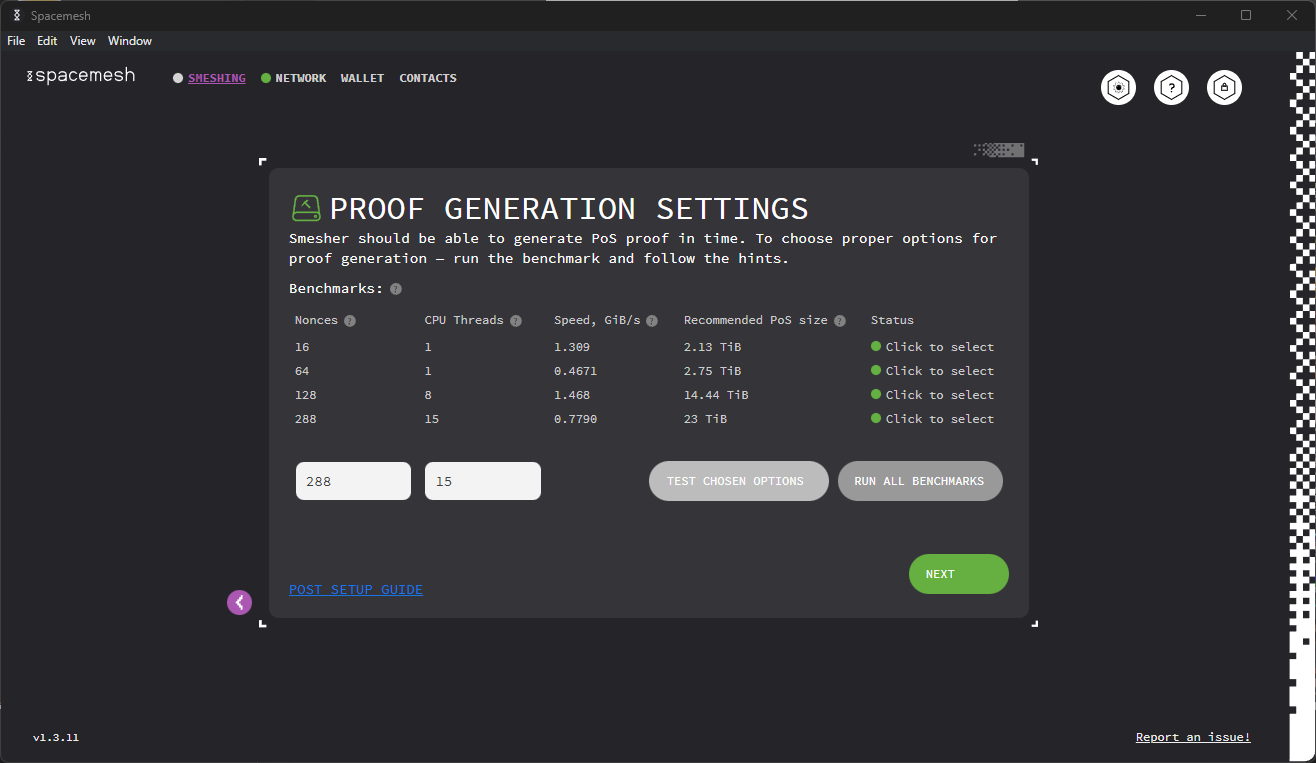 Spacemesh
File Edit View Window
spacemesh SMESHING NETWORK WALLET CONTACTS
?
PROOF GENERATION SETTINGS
Smesher should be able to generate PoS proof in time. To choose proper options for
proof generation — run the benchmark and follow the hints.
Benchmarks: ?
Nonces ? CPU Threads ? Speed, GiB/s ? Recommended PoS size ? Status
16 1 1.309 2.13 TiB Click to select
64 1 0.4671 2.75 TiB Click to select
128 8 1.468 14.44 TiB Click to select
288 15 0.7790 23 TiB Click to select
288 15 TEST CHOSEN OPTIONS RUN ALL BENCHMARKS
NEXT
POST SETUP GUIDE
v1.3.11 Report an issue!